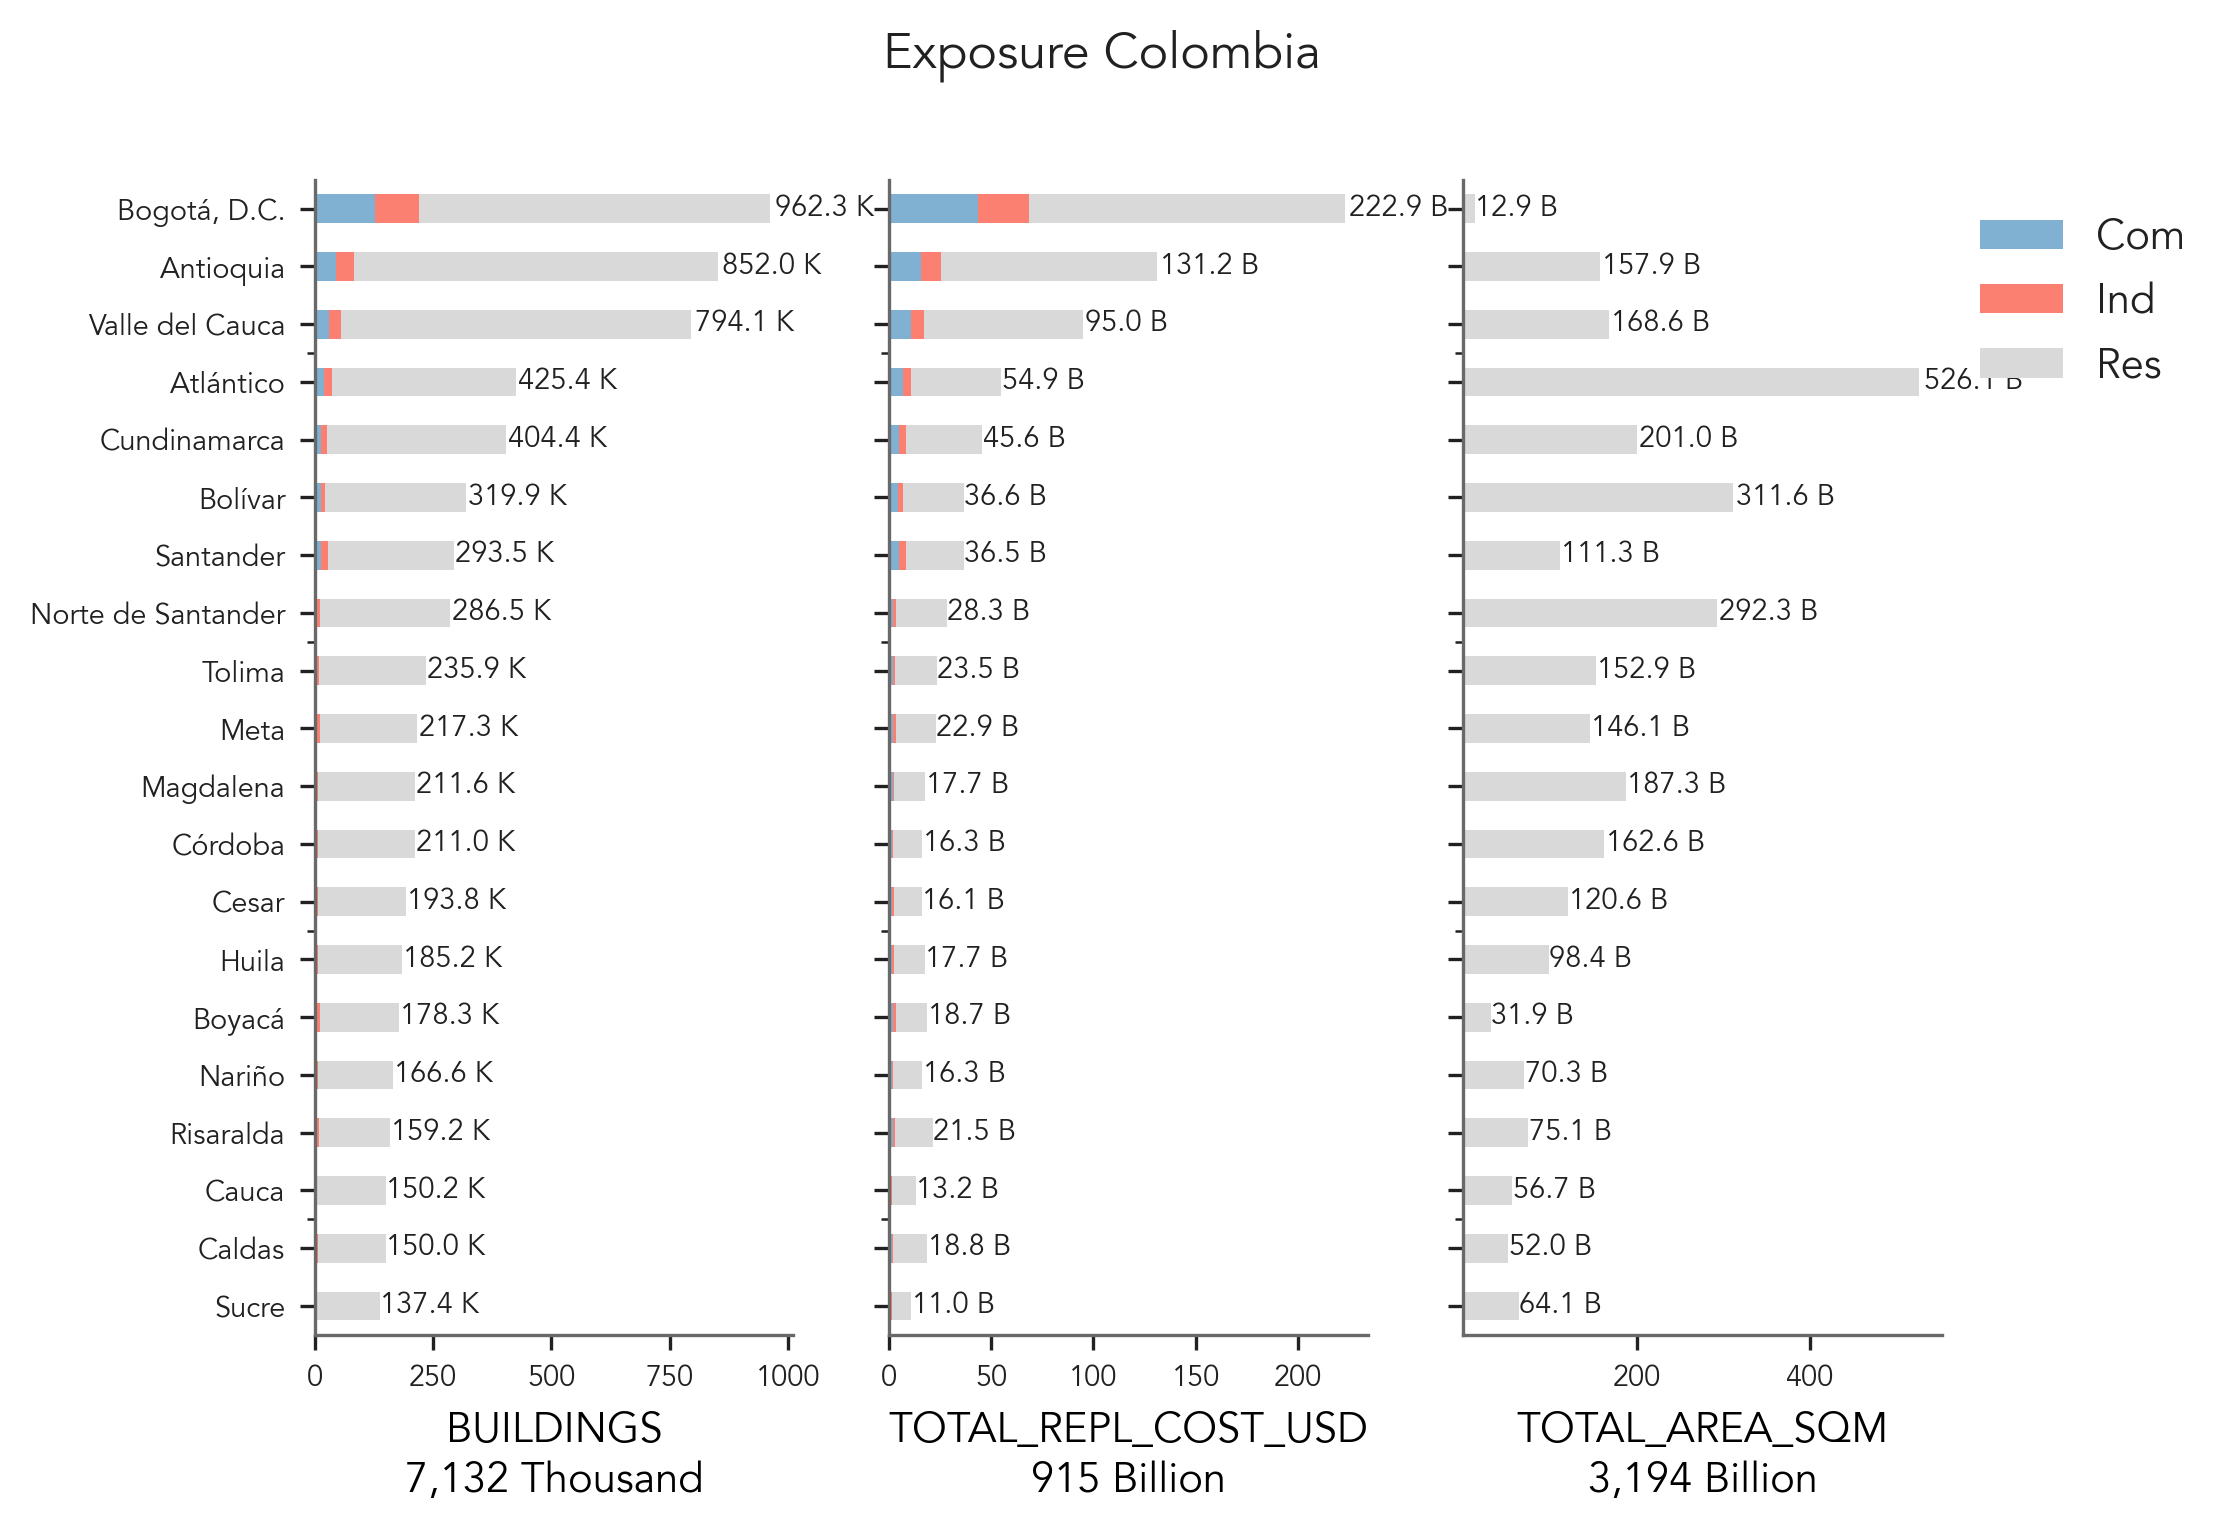 Exposure Colombia
Bogotá, D.C. 962.3 K 222.9 B 12.9 B
Antioquia 852.0 K 131.2 B 157.9 B
Valle del Cauca 794.1 K 95.0 B 168.6 B
Atlántico 425.4 K 54.9 B 526.1 B
Cundinamarca 404.4 K 45.6 B 201.0 B
Bolívar 319.9 K 36.6 B 311.6 B
Santander 293.5 K 36.5 B 111.3 B
Norte de Santander 286.5 K 28.3 B 292.3 B
Tolima 235.9 K 23.5 B 152.9 B
Meta 217.3 K 22.9 B 146.1 B
Magdalena 211.6 K 17.7 B 187.3 B
Córdoba 211.0 K 16.3 B 162.6 B
Cesar 193.8 K 16.1 B 120.6 B
Huila 185.2 K 17.7 B 98.4 B
Boyacá 178.3 K 18.7 B 31.9 B
Nariño 166.6 K 16.3 B 70.3 B
Risaralda 159.2 K 21.5 B 75.1 B
Cauca 150.2 K 13.2 B 56.7 B
Caldas 150.0 K 18.8 B 52.0 B
Sucre 137.4 K 11.0 B 64.1 B
0 250 500 750 1000
BUILDINGS
7,132 Thousand
0 50 100 150 200
TOTAL_REPL_COST_USD
915 Billion
200 400
TOTAL_AREA_SQM
3,194 Billion
Com
Ind
Res